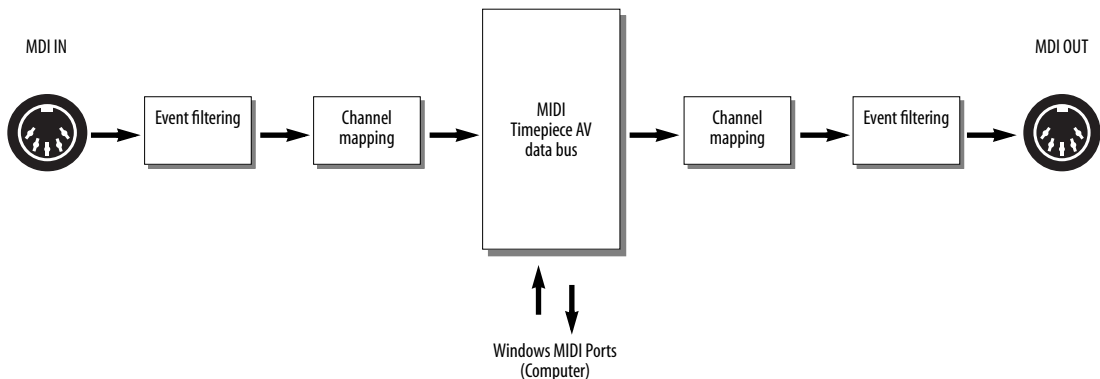 MDI IN
MDI OUT
Event filtering
Channel
mapping
MIDI
Timepiece AV
data bus
Channel
mapping
Event filtering
Windows MIDI Ports
(Computer)